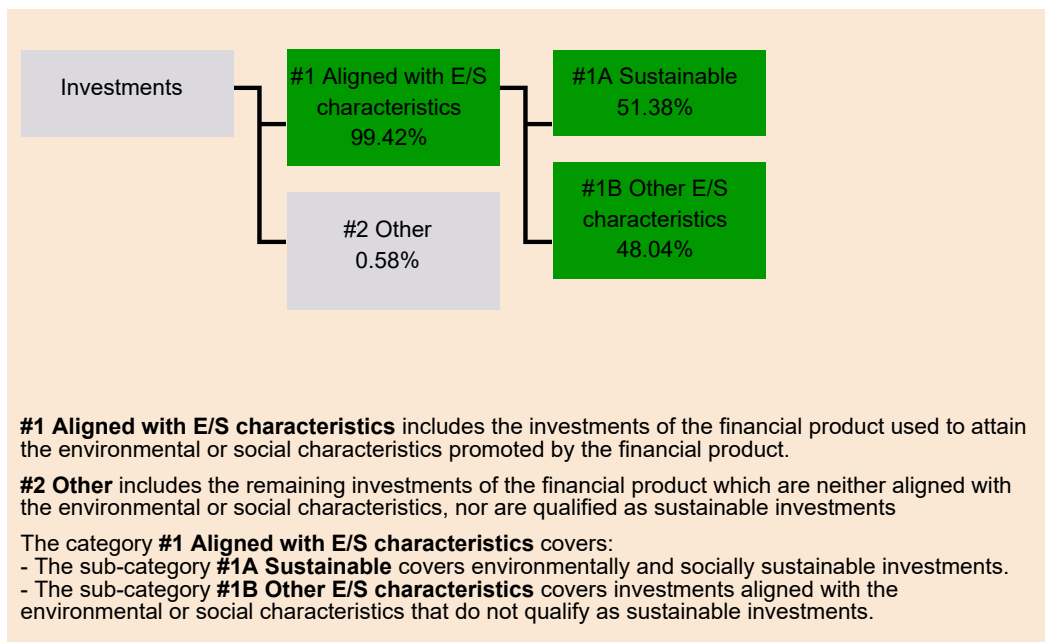 Investments
#1 Aligned with E/S
characteristics
99.42%
#1A Sustainable
51.38%
#2 Other
0.58%
#1B Other E/S
characteristics
48.04%
#1 Aligned with E/S characteristics includes the investments of the financial product used to attain
the environmental or social characteristics promoted by the financial product.
#2 Other includes the remaining investments of the financial product which are neither aligned with
the environmental or social characteristics, nor are qualified as sustainable investments
The category #1 Aligned with E/S characteristics covers:
- The sub-category #1A Sustainable covers environmentally and socially sustainable investments.
- The sub-category #1B Other E/S characteristics covers investments aligned with the
environmental or social characteristics that do not qualify as sustainable investments.